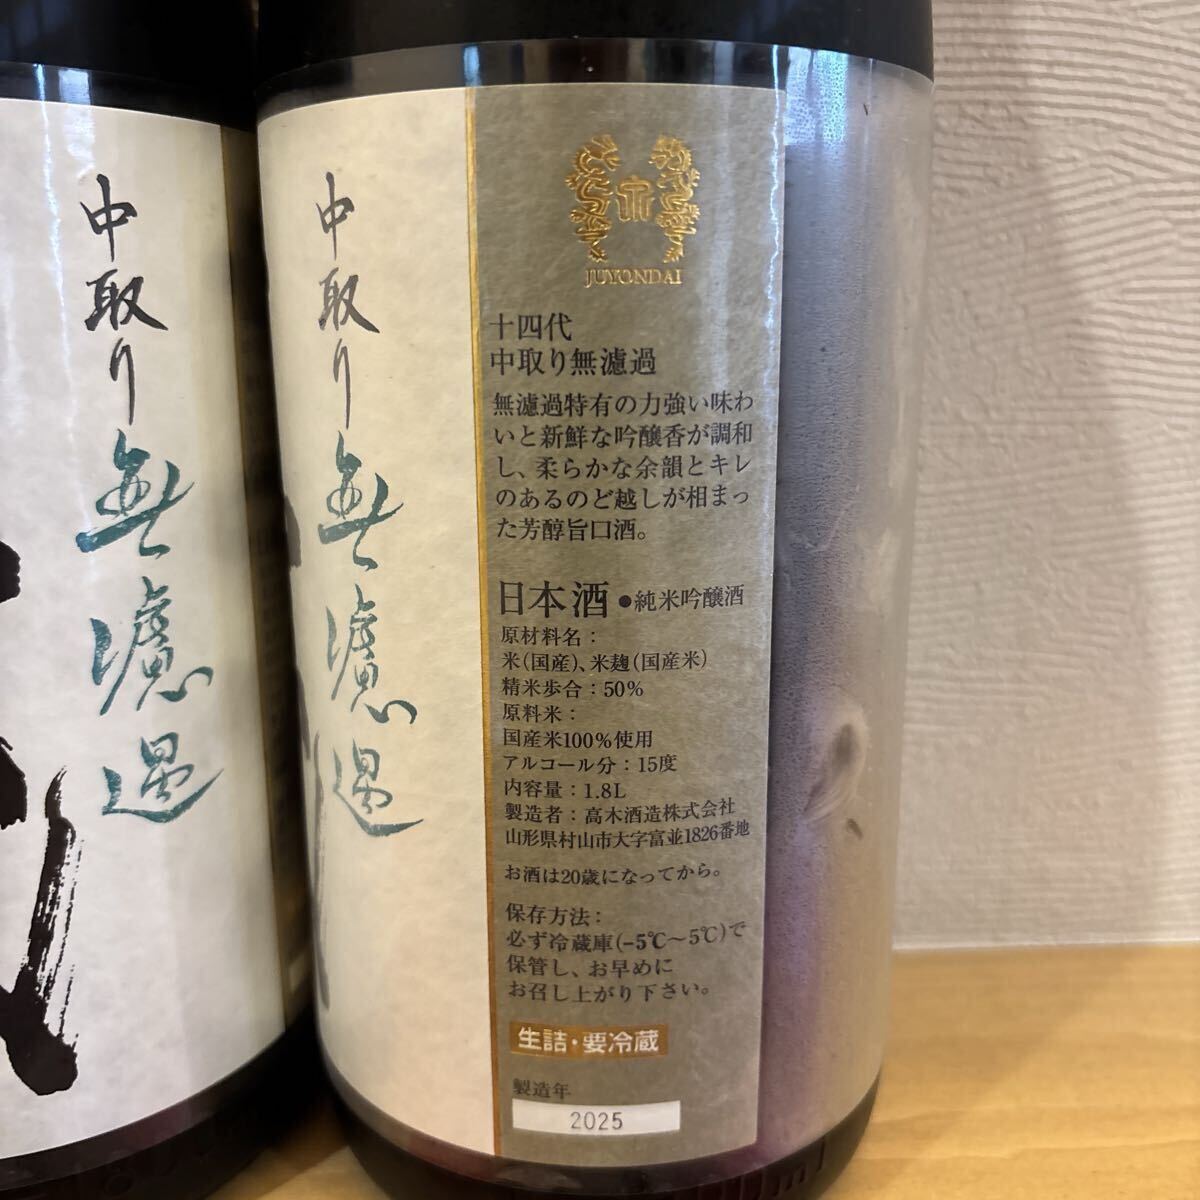 中取り無濾過
中取り無濾過
JUYONDAI
十四代
中取り無濾過
無濾過特有の力強い味わ
いと新鮮な吟醸香が調和
し、柔らかな余韻とキレ
のあるのど越しが相まっ
た芳醇旨口酒。
日本酒 ●純米吟醸酒
原材料名：
米(国産)、米麹(国産米)
精米歩合：50%
原料米：
国産米100%使用
アルコール分：15度
内容量：1.8L
製造者：高木酒造株式会社
山形県村山市大字富並1826番地
お酒は20歳になってから。
保存方法：
必ず冷蔵庫(-5℃〜5℃)で
保管し、お早めに
お召し上がり下さい。
生詰・要冷蔵
製造年
2025